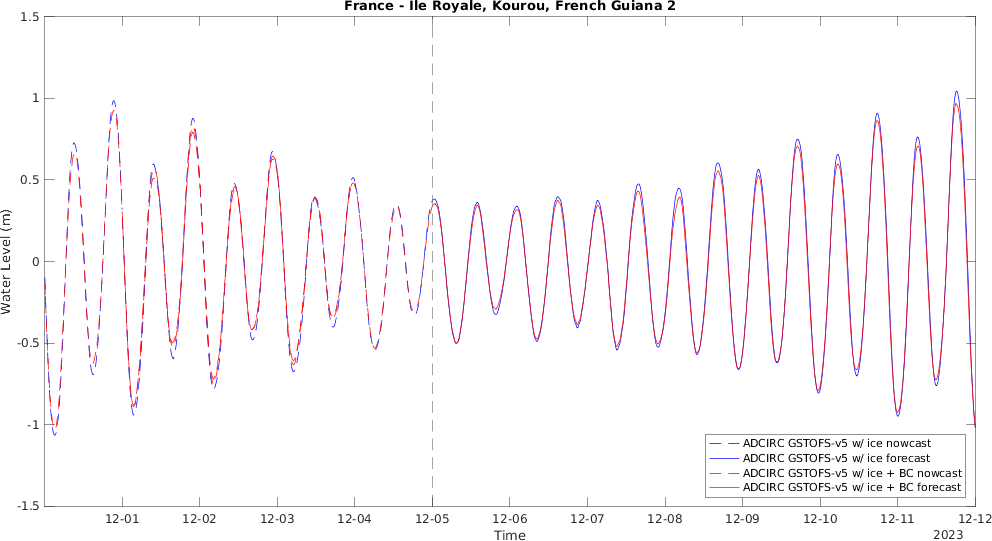 France - Ile Royale, Kourou, French Guiana 2
1.5
1
0.5
0
-0.5
-1
-1.5
Water Level (m)
12-01 12-02 12-03 12-04 12-05 12-06 12-07 12-08 12-09 12-10 12-11 12-12
Time
2023
ADCIRC GSTOFS-v5 w/ ice nowcast
ADCIRC GSTOFS-v5 w/ ice forecast
ADCIRC GSTOFS-v5 w/ ice + BC nowcast
ADCIRC GSTOFS-v5 w/ ice + BC forecast